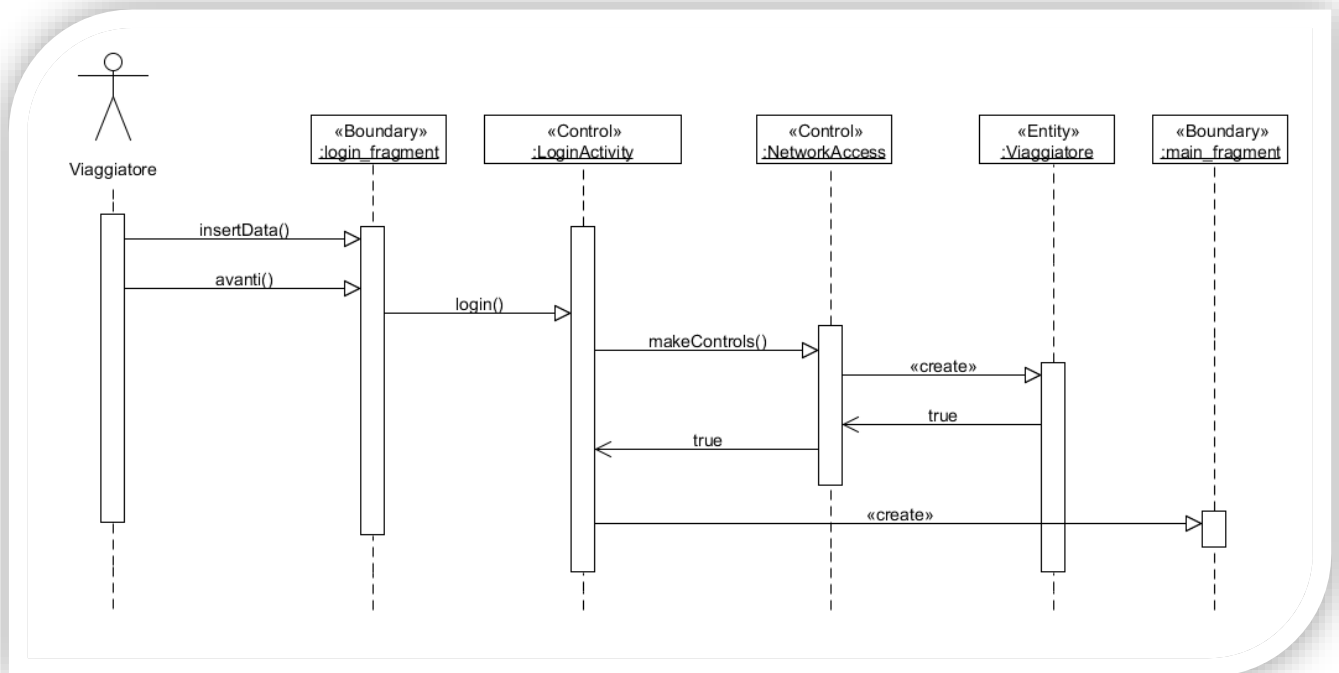 Viaggiatore
«Boundary»
:login_fragment
«Control»
:LoginActivity
«Control»
:NetworkAccess
«Entity»
:Viaggiatore
«Boundary»
:main_fragment
insertData()
avanti()
login()
makeControls()
«create»
true
true
«create»